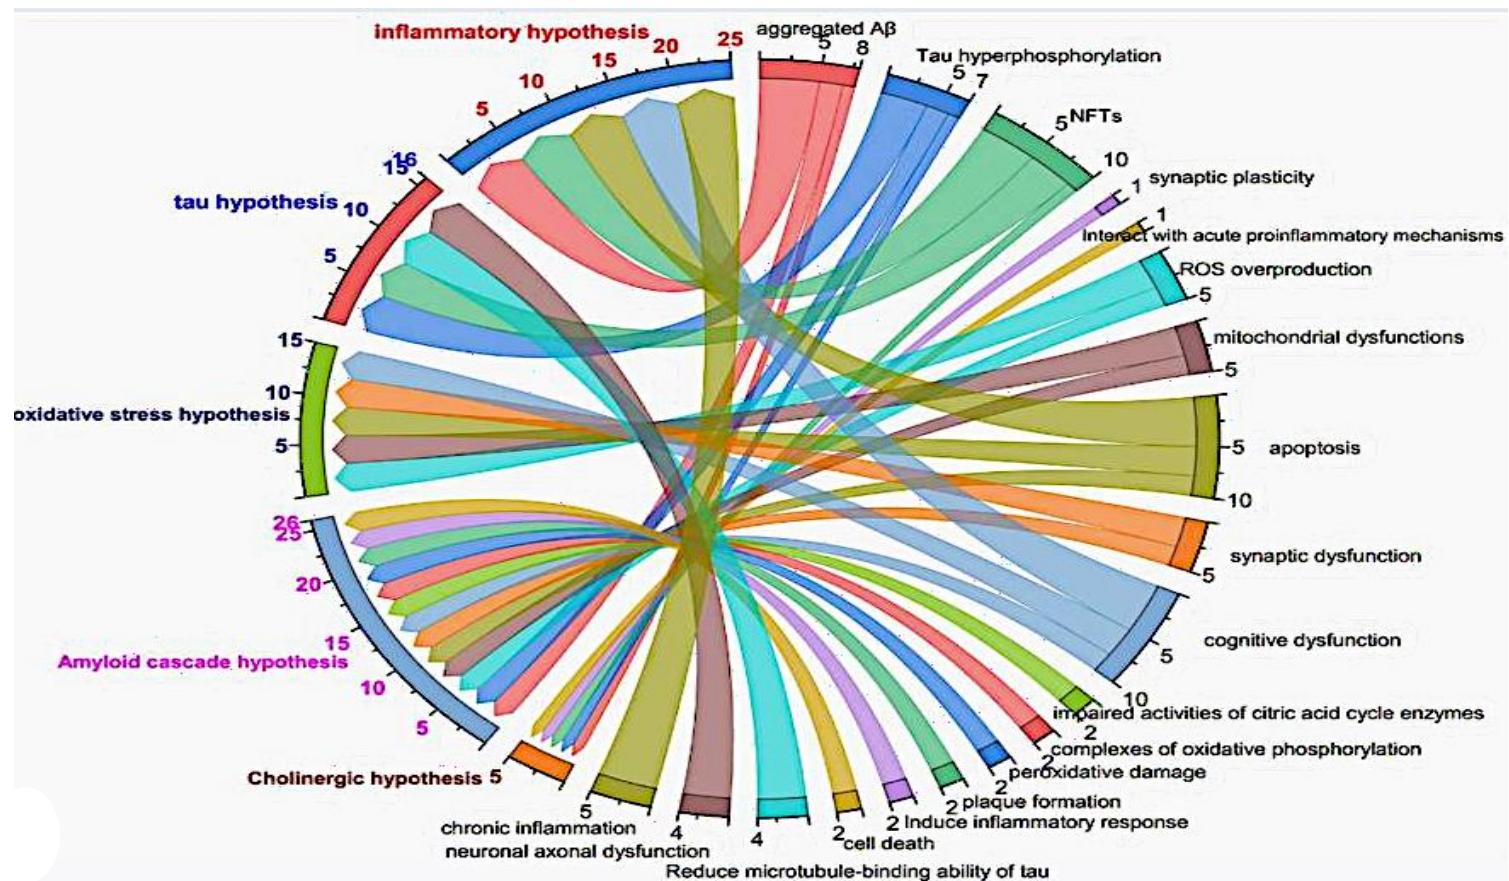 inflammatory hypothesis
5
10
15
20
25
aggregated Aβ
5
8
Tau hyperphosphorylation
5
7
NFTs
5
10
synaptic plasticity
1
Interact with acute proinflammatory mechanisms
1
ROS overproduction
5
mitochondrial dysfunctions
5
apoptosis
5
10
synaptic dysfunction
5
cognitive dysfunction
5
10
impaired activities of citric acid cycle enzymes
2
complexes of oxidative phosphorylation
2
peroxidative damage
2
plaque formation
2
Induce inflammatory response
2
cell death
2
Reduce microtubule-binding ability of tau
4
neuronal axonal dysfunction
4
chronic inflammation
5
Cholinergic hypothesis 5
Amyloid cascade hypothesis
5
10
15
20
25
26
oxidative stress hypothesis
5
10
15
tau hypothesis
5
10
15
16